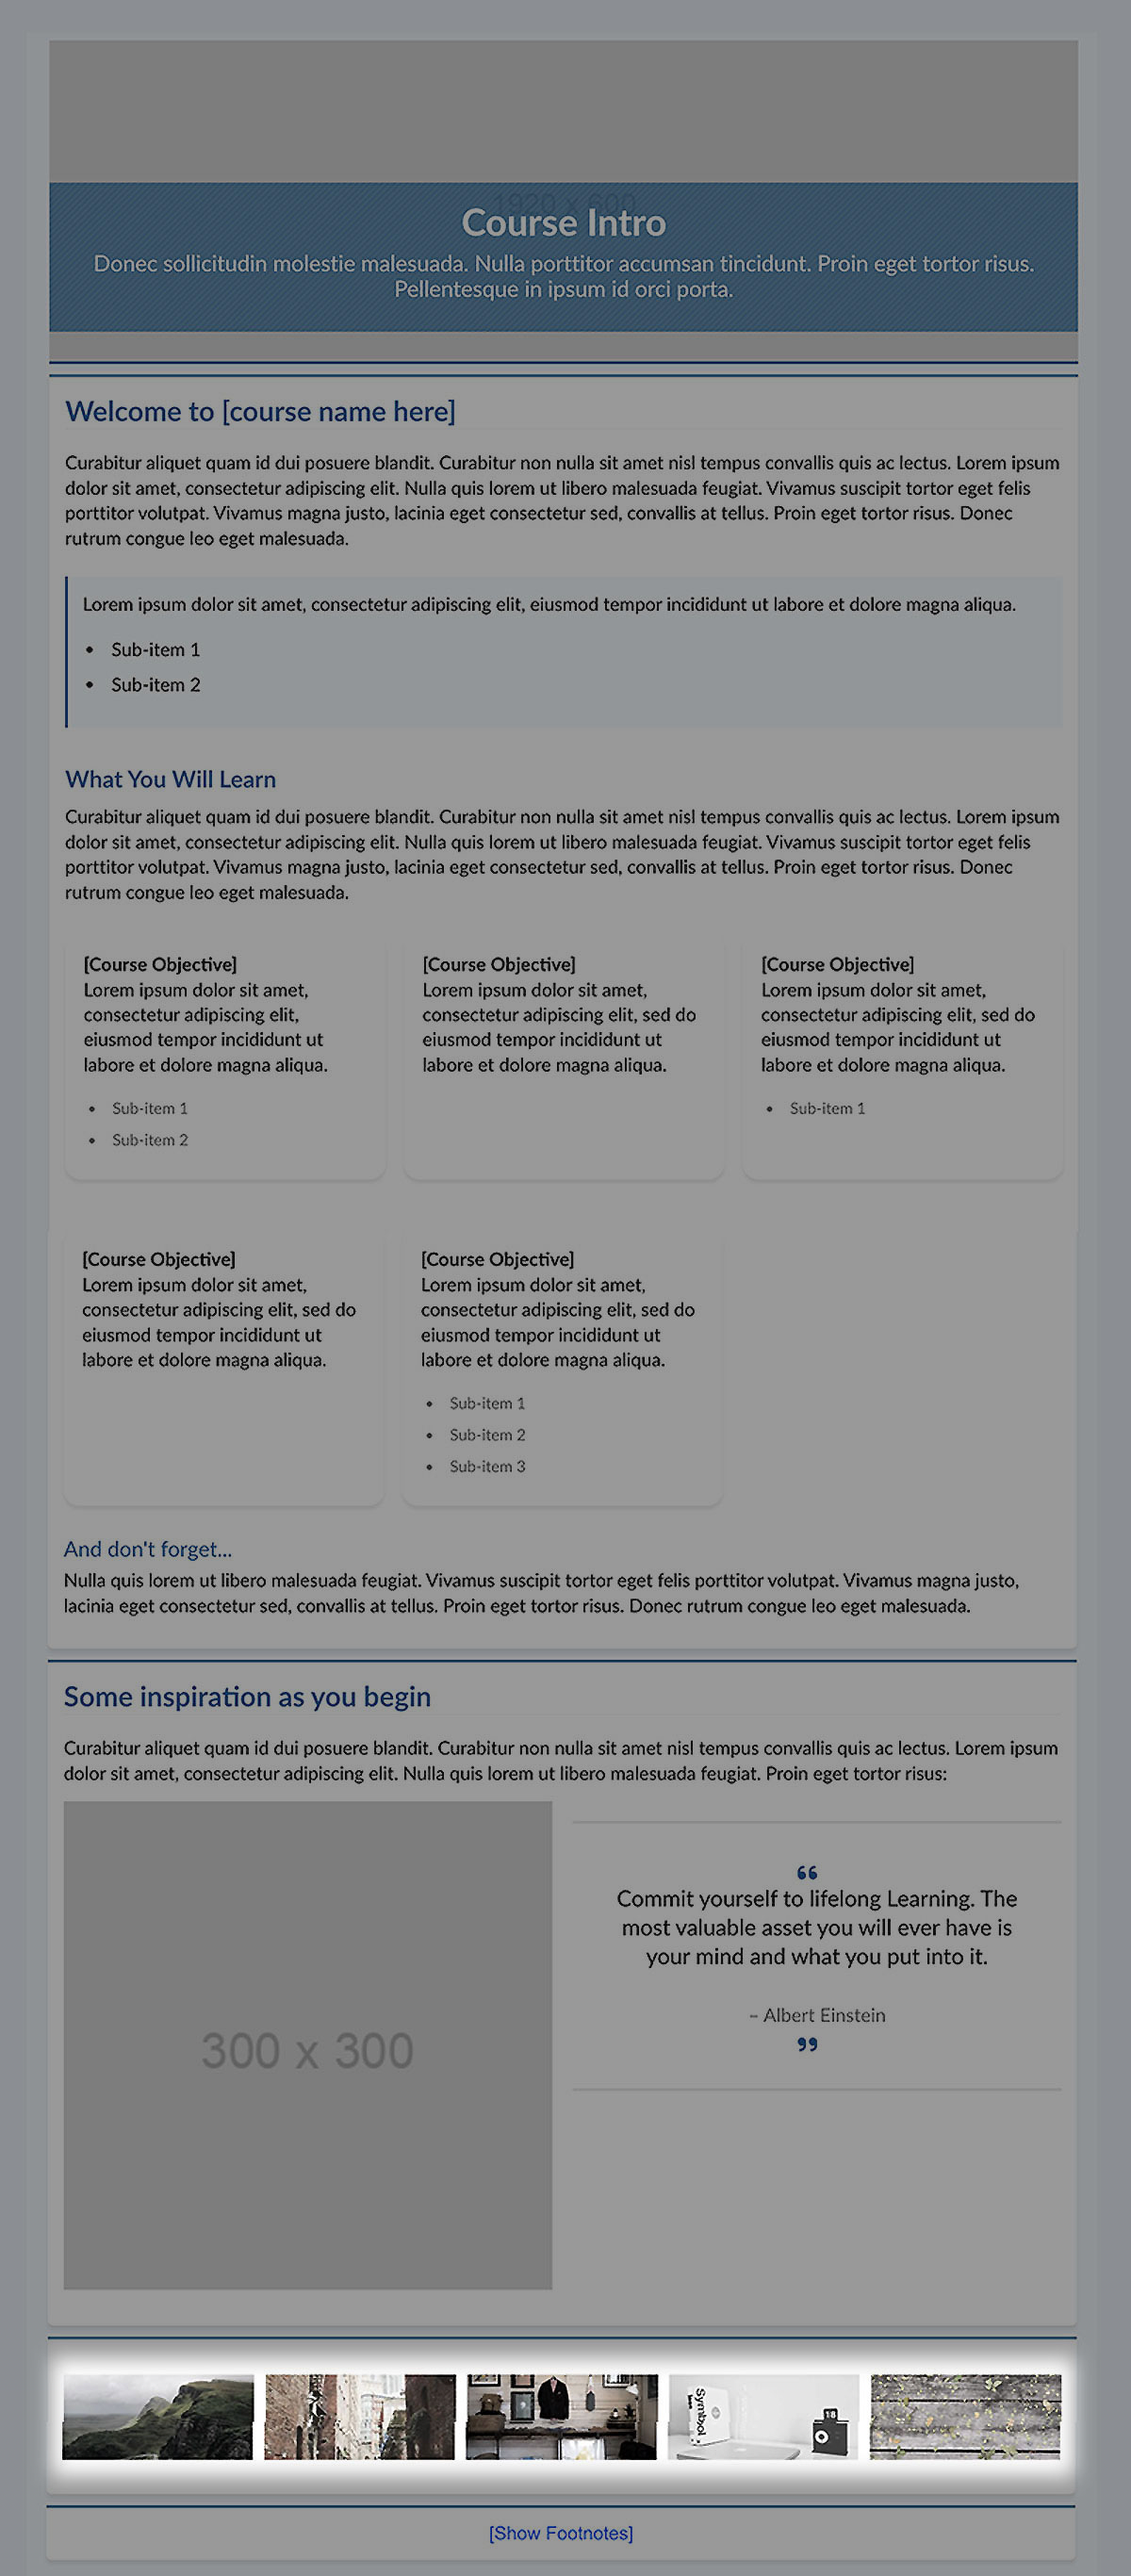 1920 x 600
Course Intro
Donec sollicitudin molestie malesuada. Nulla porttitor accumsan tincidunt. Proin eget tortor risus.
Pellentesque in ipsum id orci porta.
Welcome to [course name here]
Curabitur aliquet quam id dui posuere blandit. Curabitur non nulla sit amet nisl tempus convallis quis ac lectus. Lorem ipsum
dolor sit amet, consectetur adipiscing elit. Nulla quis lorem ut libero malesuada feugiat. Vivamus suscipit tortor eget felis
porttitor volutpat. Vivamus magna justo, lacinia eget consectetur sed, convallis at tellus. Proin eget tortor risus. Donec
rutrum congue leo eget malesuada.
Lorem ipsum dolor sit amet, consectetur adipiscing elit, eiusmod tempor incididunt ut labore et dolore magna aliqua.
• Sub-item 1
• Sub-item 2
What You Will Learn
Curabitur aliquet quam id dui posuere blandit. Curabitur non nulla sit amet nisl tempus convallis quis ac lectus. Lorem ipsum
dolor sit amet, consectetur adipiscing elit. Nulla quis lorem ut libero malesuada feugiat. Vivamus suscipit tortor eget felis
porttitor volutpat. Vivamus magna justo, lacinia eget consectetur sed, convallis at tellus. Proin eget tortor risus. Donec
rutrum congue leo eget malesuada.
[Course Objective]
Lorem ipsum dolor sit amet,
consectetur adipiscing elit,
eiusmod tempor incididunt ut
labore et dolore magna aliqua.
• Sub-item 1
• Sub-item 2
[Course Objective]
Lorem ipsum dolor sit amet,
consectetur adipiscing elit, sed do
eiusmod tempor incididunt ut
labore et dolore magna aliqua.
[Course Objective]
Lorem ipsum dolor sit amet,
consectetur adipiscing elit, sed do
eiusmod tempor incididunt ut
labore et dolore magna aliqua.
• Sub-item 1
[Course Objective]
Lorem ipsum dolor sit amet,
consectetur adipiscing elit, sed do
eiusmod tempor incididunt ut
labore et dolore magna aliqua.
[Course Objective]
Lorem ipsum dolor sit amet,
consectetur adipiscing elit, sed do
eiusmod tempor incididunt ut
labore et dolore magna aliqua.
• Sub-item 1
• Sub-item 2
• Sub-item 3
And don't forget...
Nulla quis lorem ut libero malesuada feugiat. Vivamus suscipit tortor eget felis porttitor volutpat. Vivamus magna justo,
lacinia eget consectetur sed, convallis at tellus. Proin eget tortor risus. Donec rutrum congue leo eget malesuada.
Some inspiration as you begin
Curabitur aliquet quam id dui posuere blandit. Curabitur non nulla sit amet nisl tempus convallis quis ac lectus. Lorem ipsum
dolor sit amet, consectetur adipiscing elit. Nulla quis lorem ut libero malesuada feugiat. Proin eget tortor risus:
300 x 300
“
Commit yourself to lifelong Learning. The
most valuable asset you will ever have is
your mind and what you put into it.
– Albert Einstein
”
Symbol
18
[Show Footnotes]